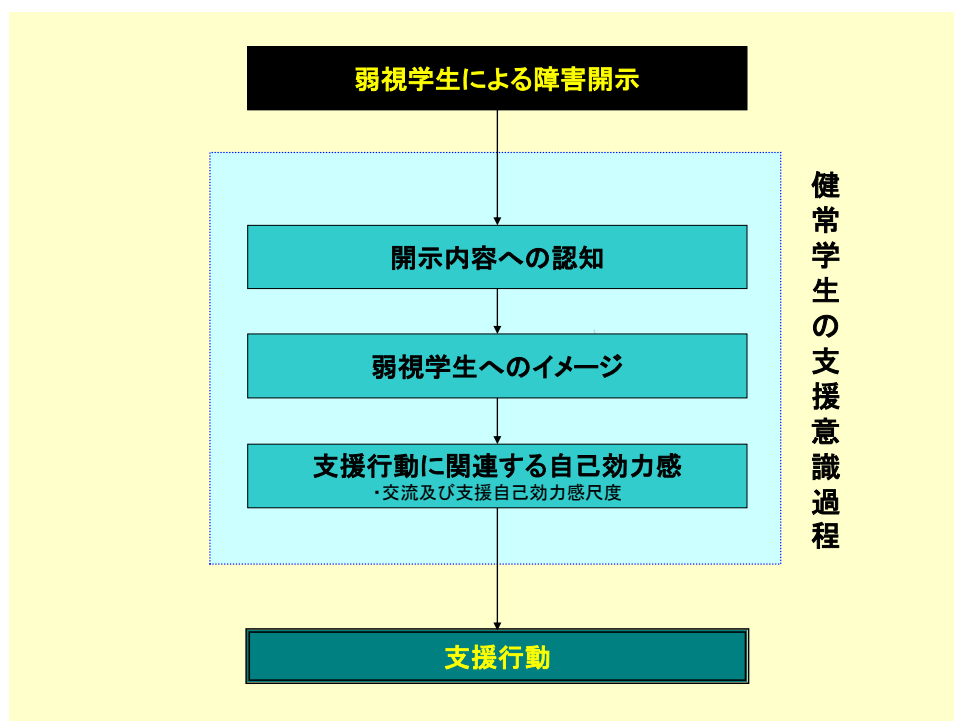 弱視学生による障害開示
開示内容への認知
弱視学生へのイメージ
支援行動に関連する自己効力感
・交流及び支援自己効力感尺度
支援行動
健常学生の支援意識過程